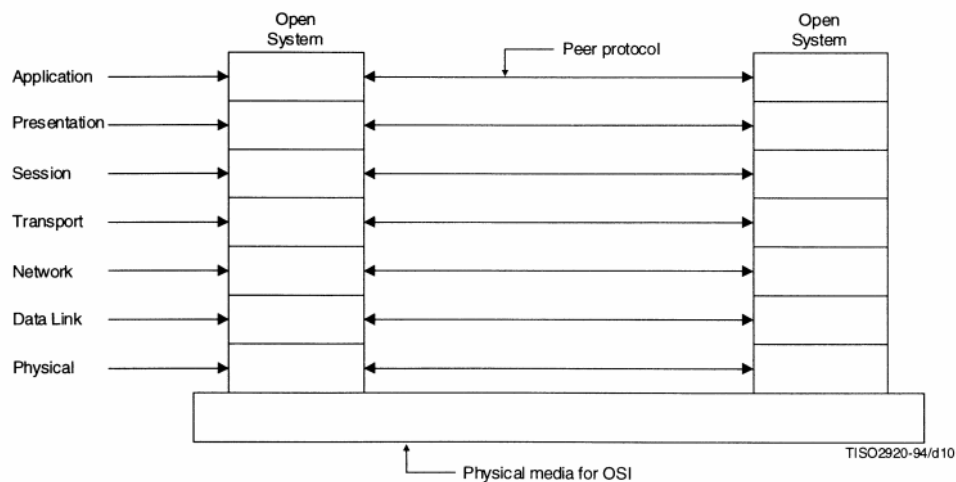 Open
System
Open
System
Peer protocol
Application
Presentation
Session
Transport
Network
Data Link
Physical
TISO2920-94/d10
Physical media for OSI